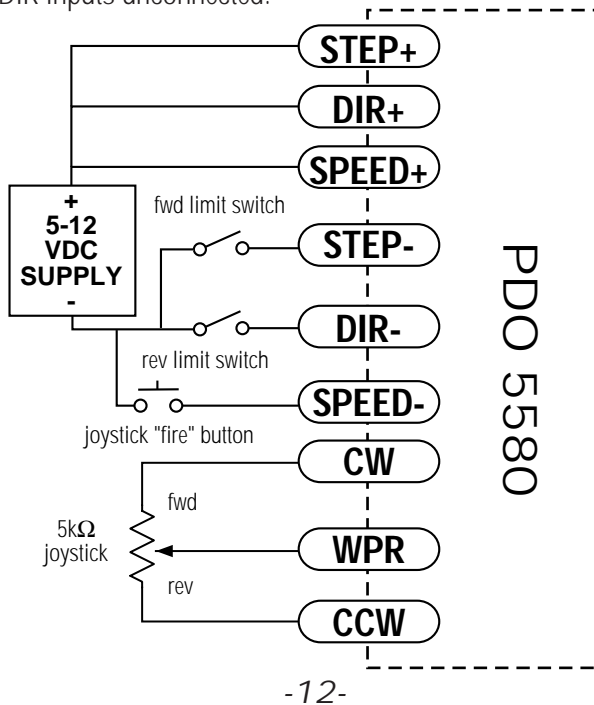 DIR inputs unconnected.
STEP+
DIR+
SPEED+
+
5-12
VDC
SUPPLY
-
fwd limit switch
STEP-
DIR-
rev limit switch
SPEED-
joystick "fire" button
CW
fwd
5kΩ
joystick
WPR
rev
CCW
PDO 5580
-12-